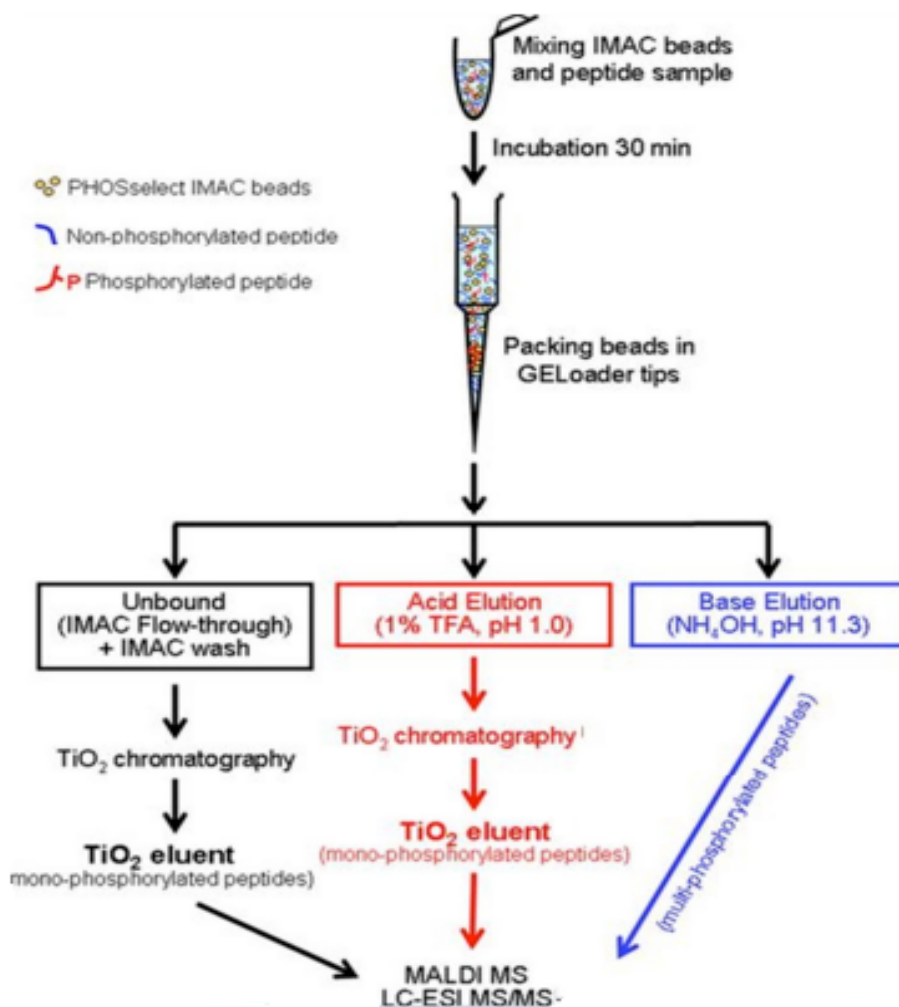 Mixing IMAC beads
and peptide sample
Incubation 30 min
PHOSselect IMAC beads
Non-phosphorylated peptide
P Phosphorylated peptide
Packing beads in
GELoader tips
Unbound
(IMAC Flow-through)
+ IMAC wash
Acid Elution
(1% TFA, pH 1.0)
Base Elution
(NH₄OH, pH 11.3)
TiO₂ chromatography
TiO₂ chromatography
TiO₂ eluent
(mono-phosphorylated peptides)
TiO₂ eluent
(mono-phosphorylated peptides)
(multi-phosphorylated peptides)
MALDI MS
LC-ESI MS/MS